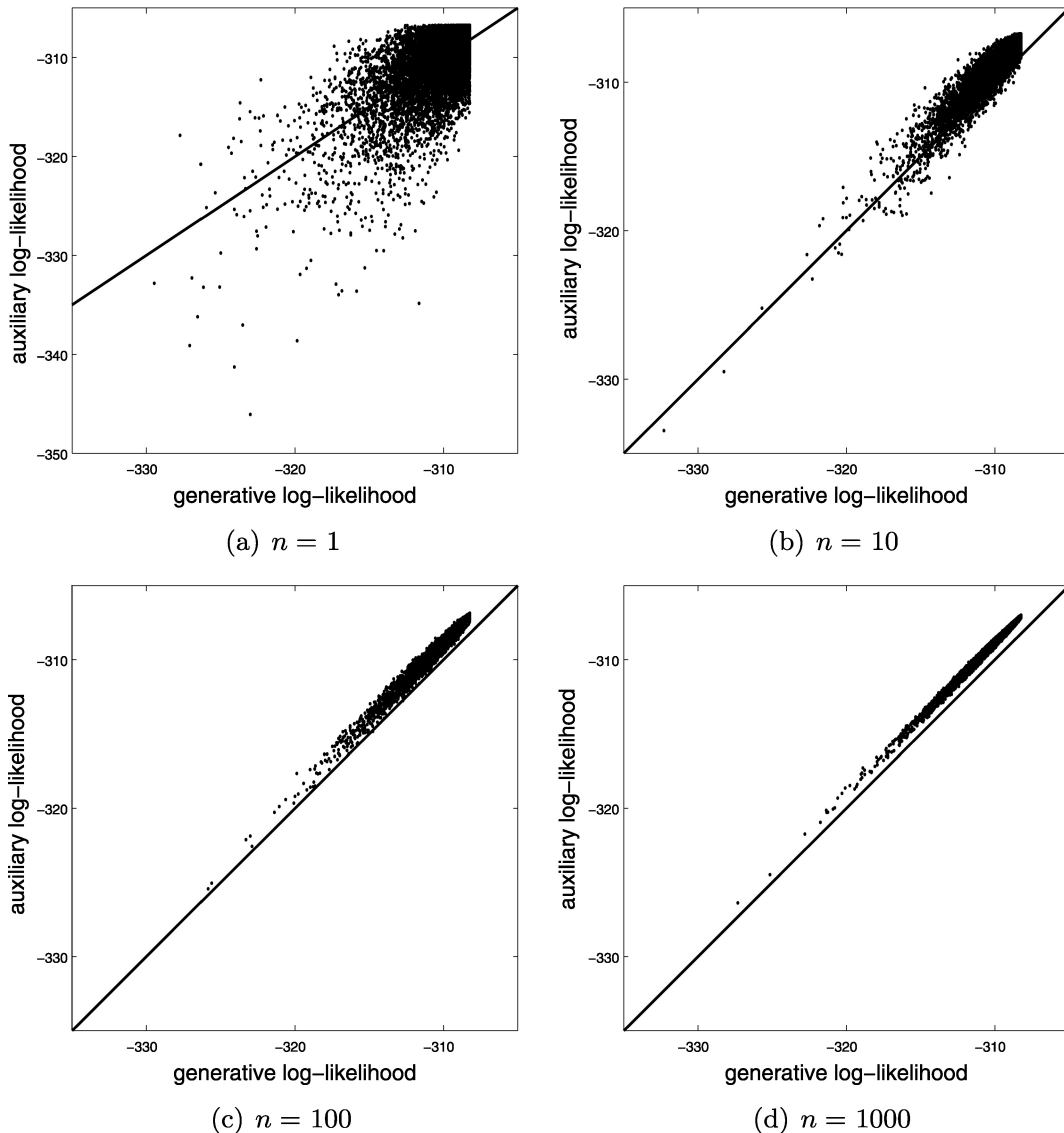 −310
−320
−330
−340
−350
auxiliary log−likelihood
−330
−320
−310
generative log−likelihood
(a) n = 1
−310
−320
−330
auxiliary log−likelihood
−330
−320
−310
generative log−likelihood
(b) n = 10
−310
−320
−330
auxiliary log−likelihood
−330
−320
−310
generative log−likelihood
(c) n = 100
−310
−320
−330
auxiliary log−likelihood
−330
−320
−310
generative log−likelihood
(d) n = 1000